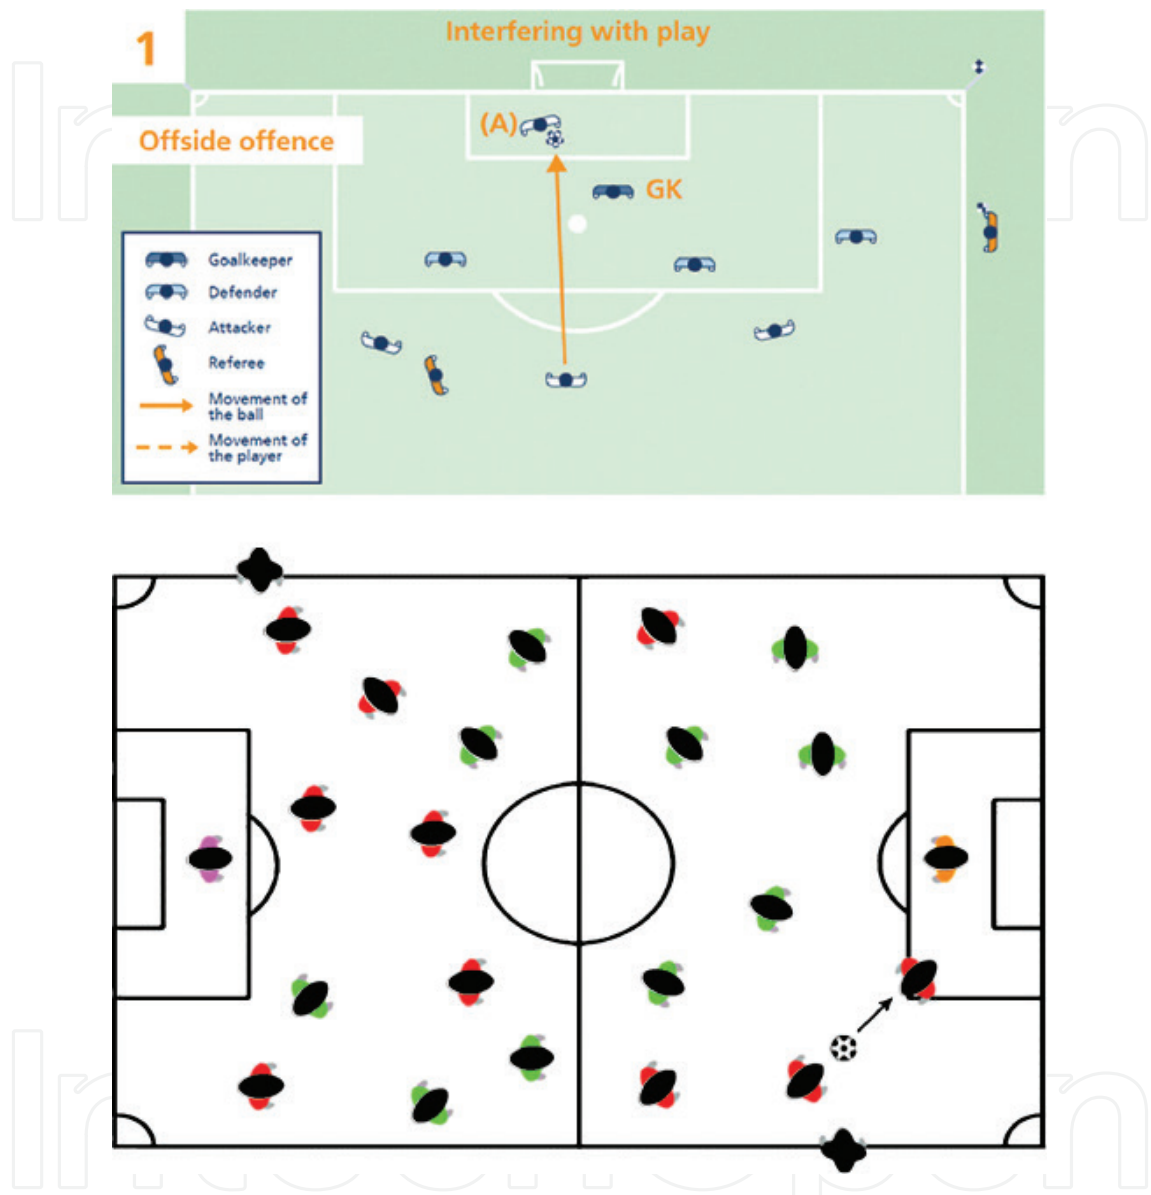 1
Interfering with play
(A)
Offside offence
GK
Goalkeeper
Defender
Attacker
Referee
Movement of
the ball
Movement of
the player